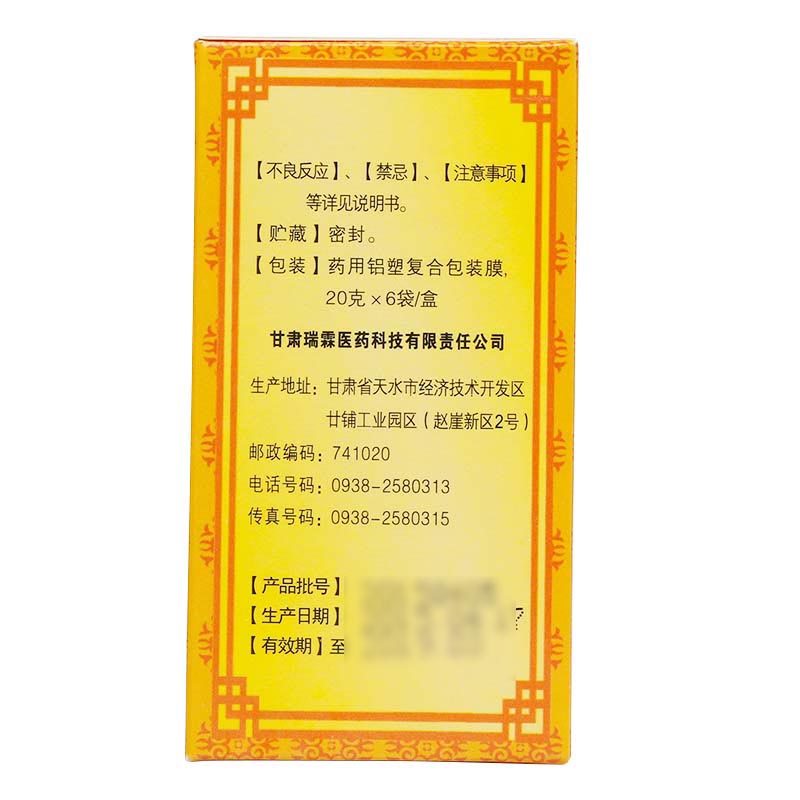 【不良反应】、【禁忌】、【注意事项】
等详见说明书。
【贮藏】密封。
【包装】药用铝塑复合包装膜,
20克×6袋/盒
甘肃瑞霖医药科技有限责任公司
生产地址：甘肃省天水市经济技术开发区
廿铺工业园区（赵崖新区2号）
邮政编码：741020
电话号码：0938-2580313
传真号码：0938-2580315
【产品批号】
【生产日期】
【有效期】至